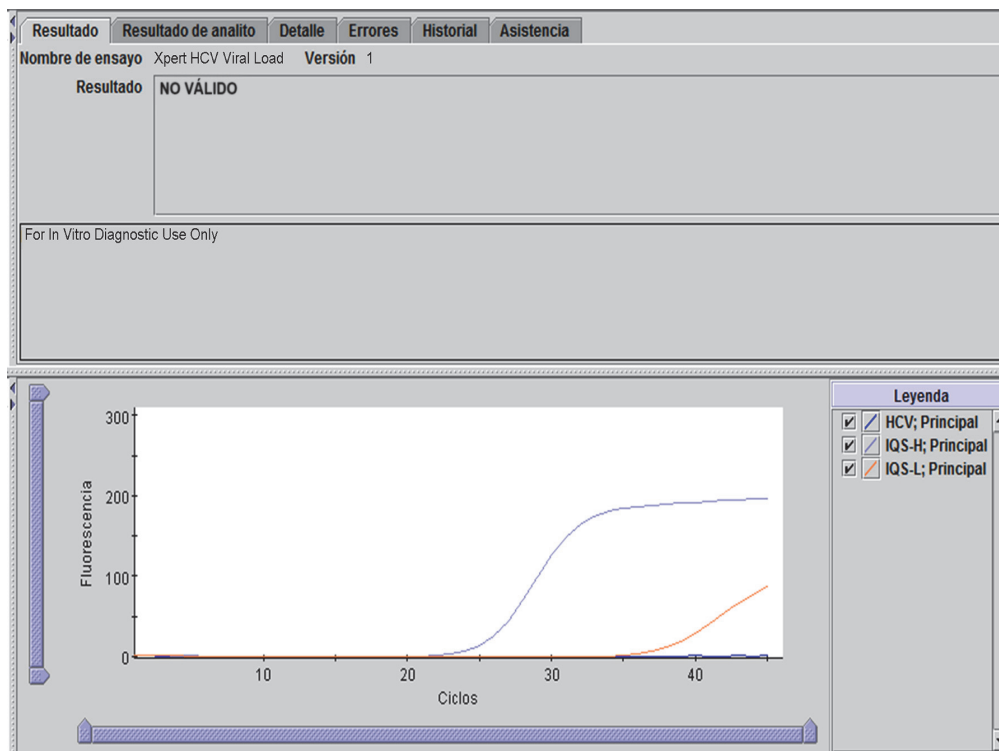 Resultado Resultado de analito Detalle Errores Historial Asistencia
Nombre de ensayo Xpert HCV Viral Load Versión 1
Resultado NO VÁLIDO
For In Vitro Diagnostic Use Only
Leyenda
HCV; Principal
IQS-H; Principal
IQS-L; Principal
Fluorescencia
300
200
100
0
10 20 30 40
Ciclos